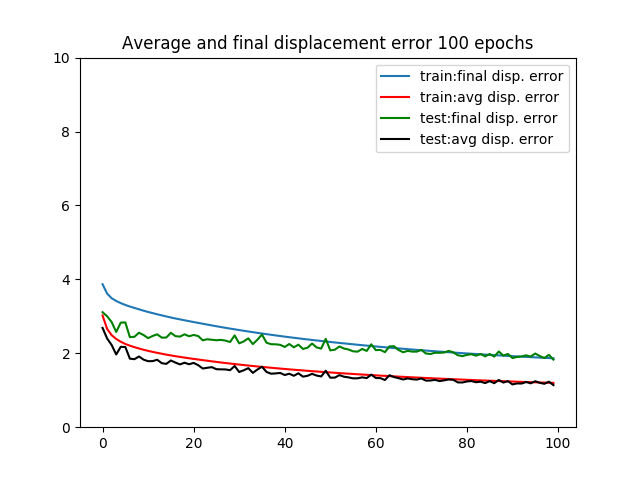 Average and final displacement error 100 epochs
10
8
6
4
2
0
train:final disp. error
train:avg disp. error
test:final disp. error
test:avg disp. error
0 20 40 60 80 100